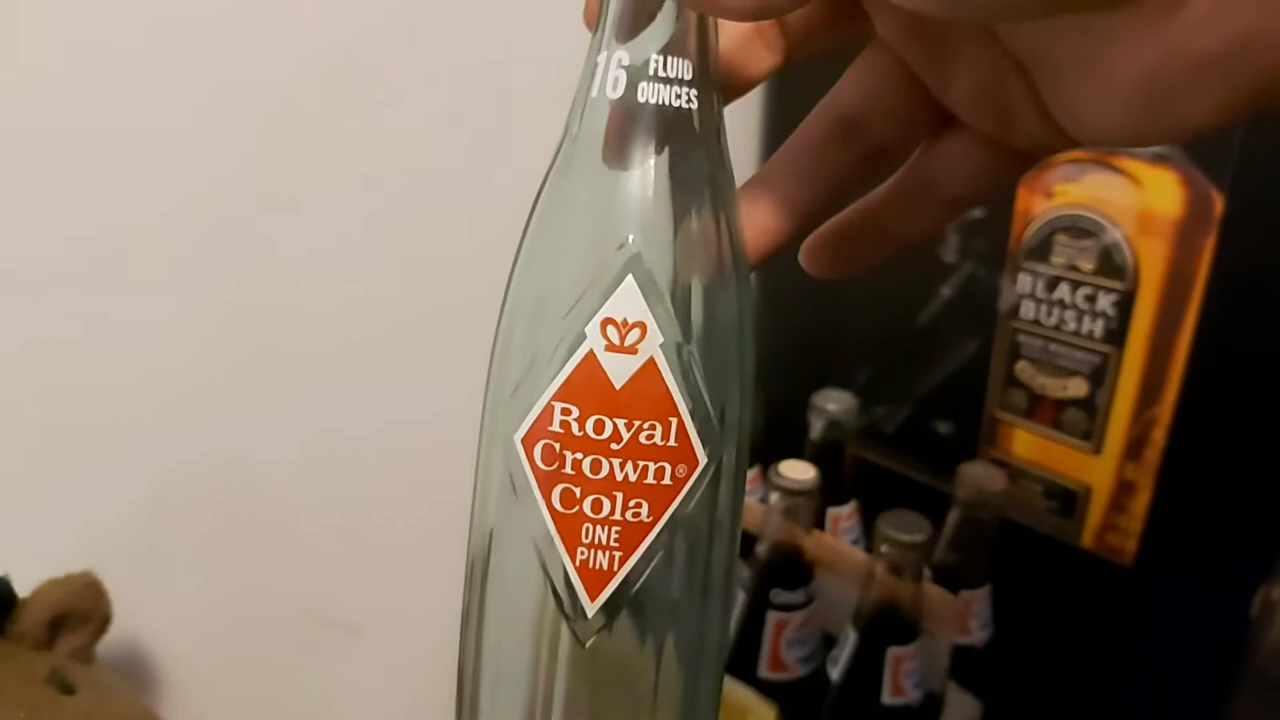 16 FLUID
OUNCES
Royal
Crown®
Cola
ONE
PINT
BLACK
BUSH